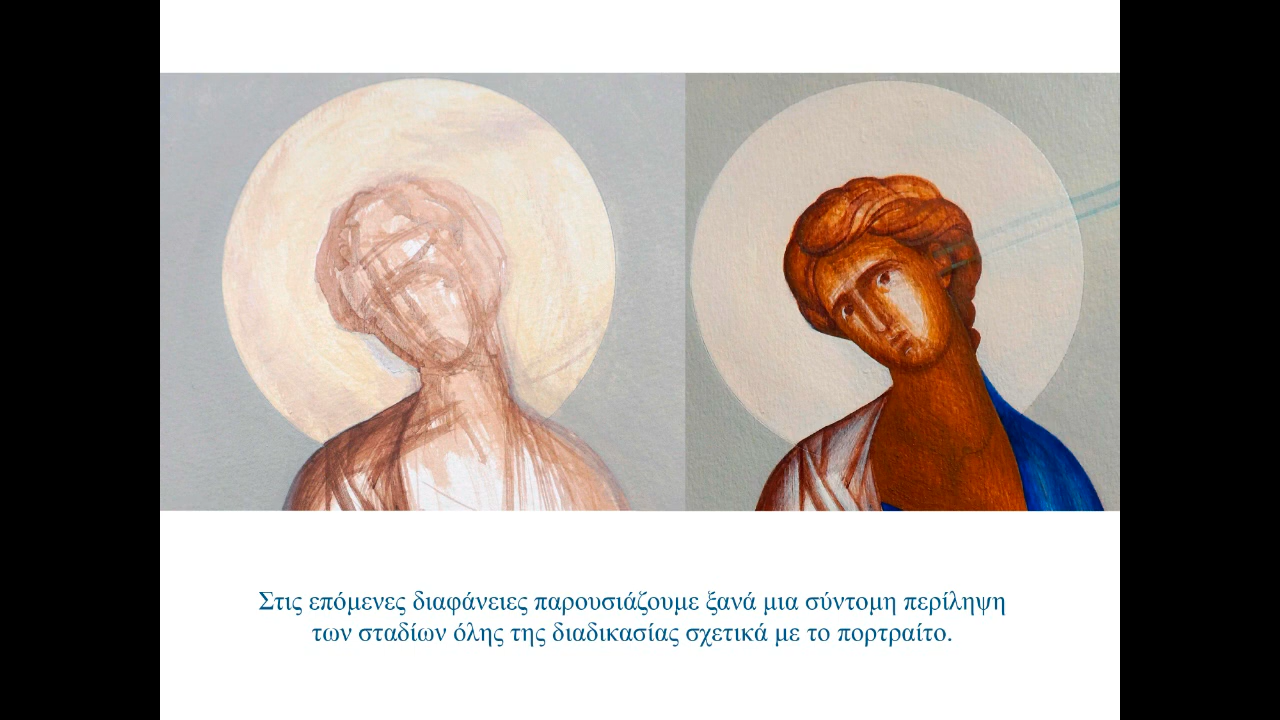 Στις επόμενες διαφάνειες παρουσιάζουμε ξανά μια σύντομη περίληψη
των σταδίων όλης της διαδικασίας σχετικά με το πορτραίτο.